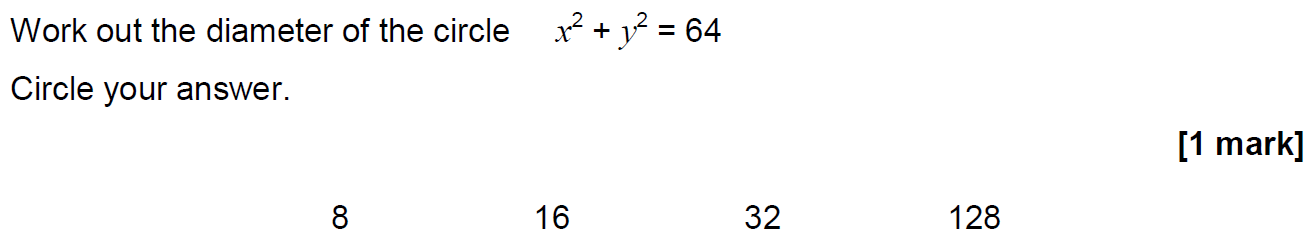 Work out the diameter of the circle x² + y² = 64
Circle your answer.
[1 mark]
8 16 32 128